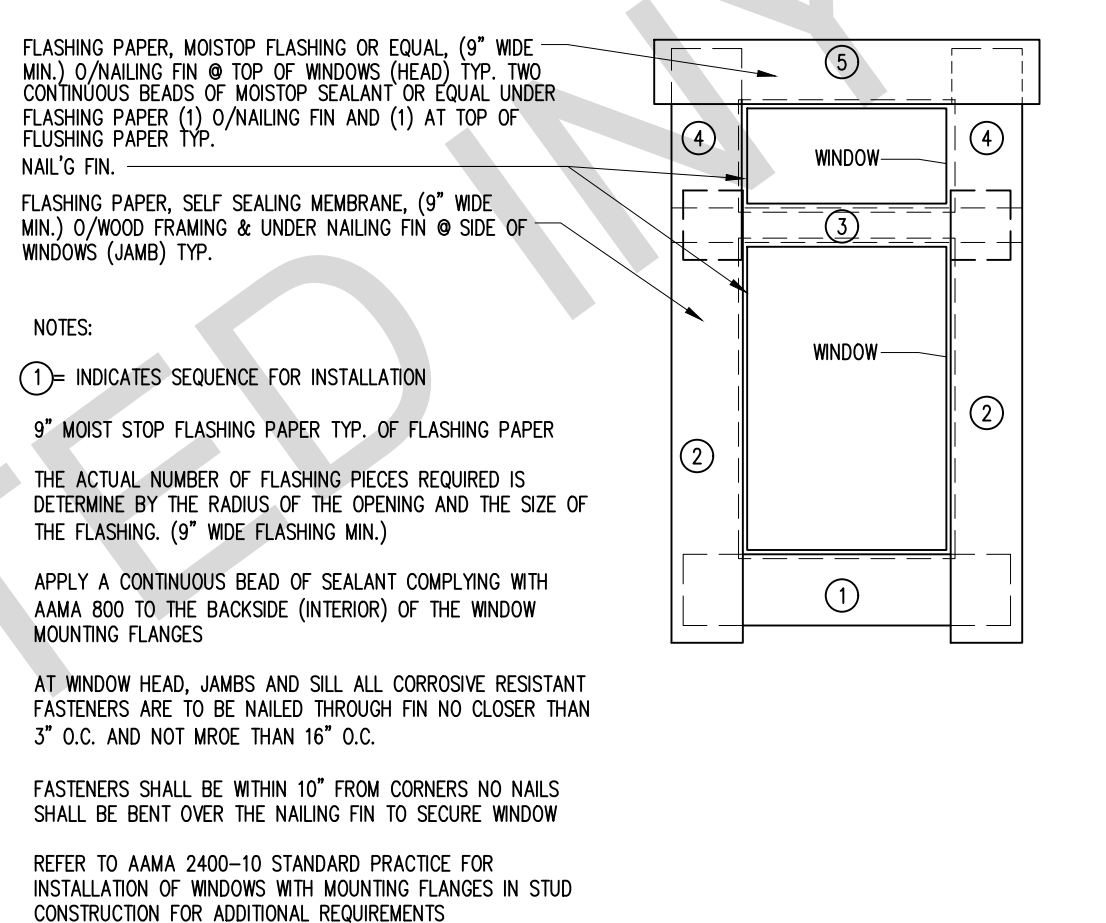 FLASHING PAPER, MOISTOP FLASHING OR EQUAL, (9" WIDE
MIN.) O/NAILING FIN @ TOP OF WINDOWS (HEAD) TYP. TWO
CONTINUOUS BEADS OF MOISTOP SEALANT OR EQUAL UNDER
FLASHING PAPER (1) O/NAILING FIN AND (1) AT TOP OF
FLUSHING PAPER TYP.
NAIL'G FIN.
FLASHING PAPER, SELF SEALING MEMBRANE, (9" WIDE
MIN.) O/WOOD FRAMING & UNDER NAILING FIN @ SIDE OF
WINDOWS (JAMB) TYP.
NOTES:
1 = INDICATES SEQUENCE FOR INSTALLATION
9" MOIST STOP FLASHING PAPER TYP. OF FLASHING PAPER
THE ACTUAL NUMBER OF FLASHING PIECES REQUIRED IS
DETERMINE BY THE RADIUS OF THE OPENING AND THE SIZE OF
THE FLASHING. (9" WIDE FLASHING MIN.)
APPLY A CONTINUOUS BEAD OF SEALANT COMPLYING WITH
AAMA 800 TO THE BACKSIDE (INTERIOR) OF THE WINDOW
MOUNTING FLANGES
AT WINDOW HEAD, JAMBS AND SILL ALL CORROSIVE RESISTANT
FASTENERS ARE TO BE NAILED THROUGH FIN NO CLOSER THAN
3" O.C. AND NOT MROE THAN 16" O.C.
FASTENERS SHALL BE WITHIN 10" FROM CORNERS NO NAILS
SHALL BE BENT OVER THE NAILING FIN TO SECURE WINDOW
REFER TO AAMA 2400-10 STANDARD PRACTICE FOR
INSTALLATION OF WINDOWS WITH MOUNTING FLANGES IN STUD
CONSTRUCTION FOR ADDITIONAL REQUIREMENTS
5
4
4
WINDOW
3
WINDOW
2
2
1